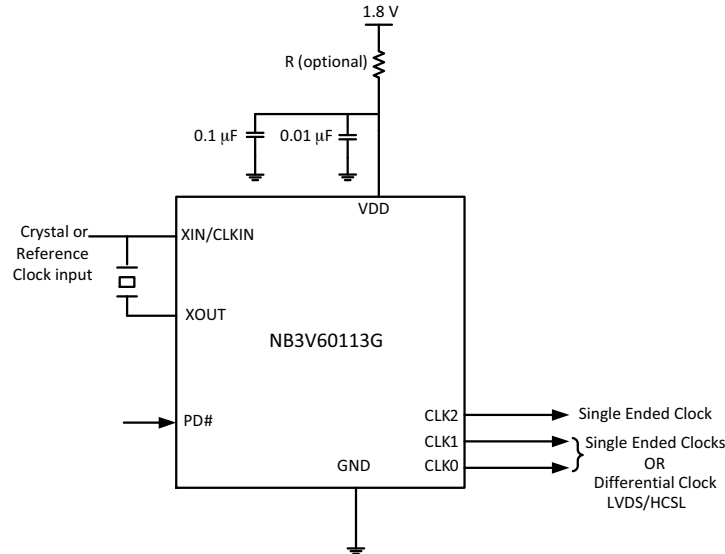 1.8 V
R (optional)
0.1 μF
0.01 μF
VDD
Crystal or
Reference
Clock input
XIN/CLKIN
XOUT
NB3V60113G
PD#
CLK2
Single Ended Clock
CLK1
Single Ended Clocks
OR
Differential Clock
LVDS/HCSL
GND
CLK0